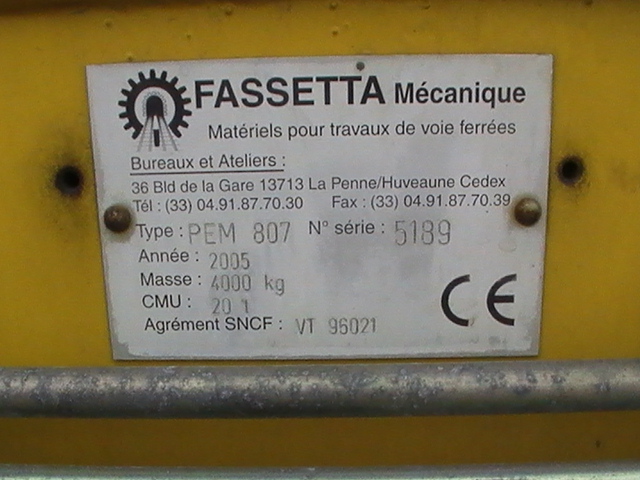 FASSETTA Mécanique
Matériels pour travaux de voie ferrées
Bureaux et Ateliers :
36 Bld de la Gare 13713 La Penne/Huveaune Cedex
Tél : (33) 04.91.87.70.30 Fax : (33) 04.91.87.70.39
Type : PEM 807 N° série : 5189
Année : 2005
Masse : 4000 kg
CMU : 20 t
Agrément SNCF : VT 96021
CE